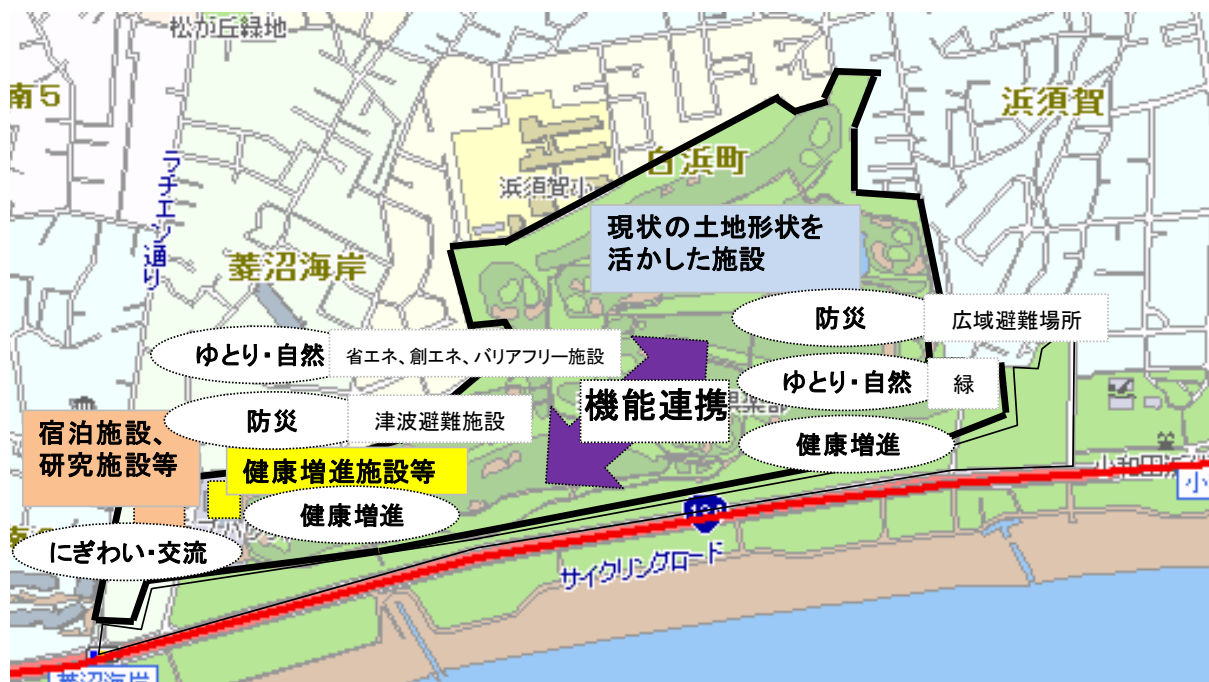 松が丘緑地
南5
浜須賀
ラチエン通り
白浜町
浜須賀小
現状の土地形状を
活かした施設
菱沼海岸
防災
広域避難場所
ゆとり・自然
省エネ、創エネ、バリアフリー施設
ゆとり・自然
緑
機能連携
防災
津波避難施設
宿泊施設、
研究施設等
健康増進
健康増進施設等
健康増進
にぎわい・交流
サイクリングロード
菱沼海岸